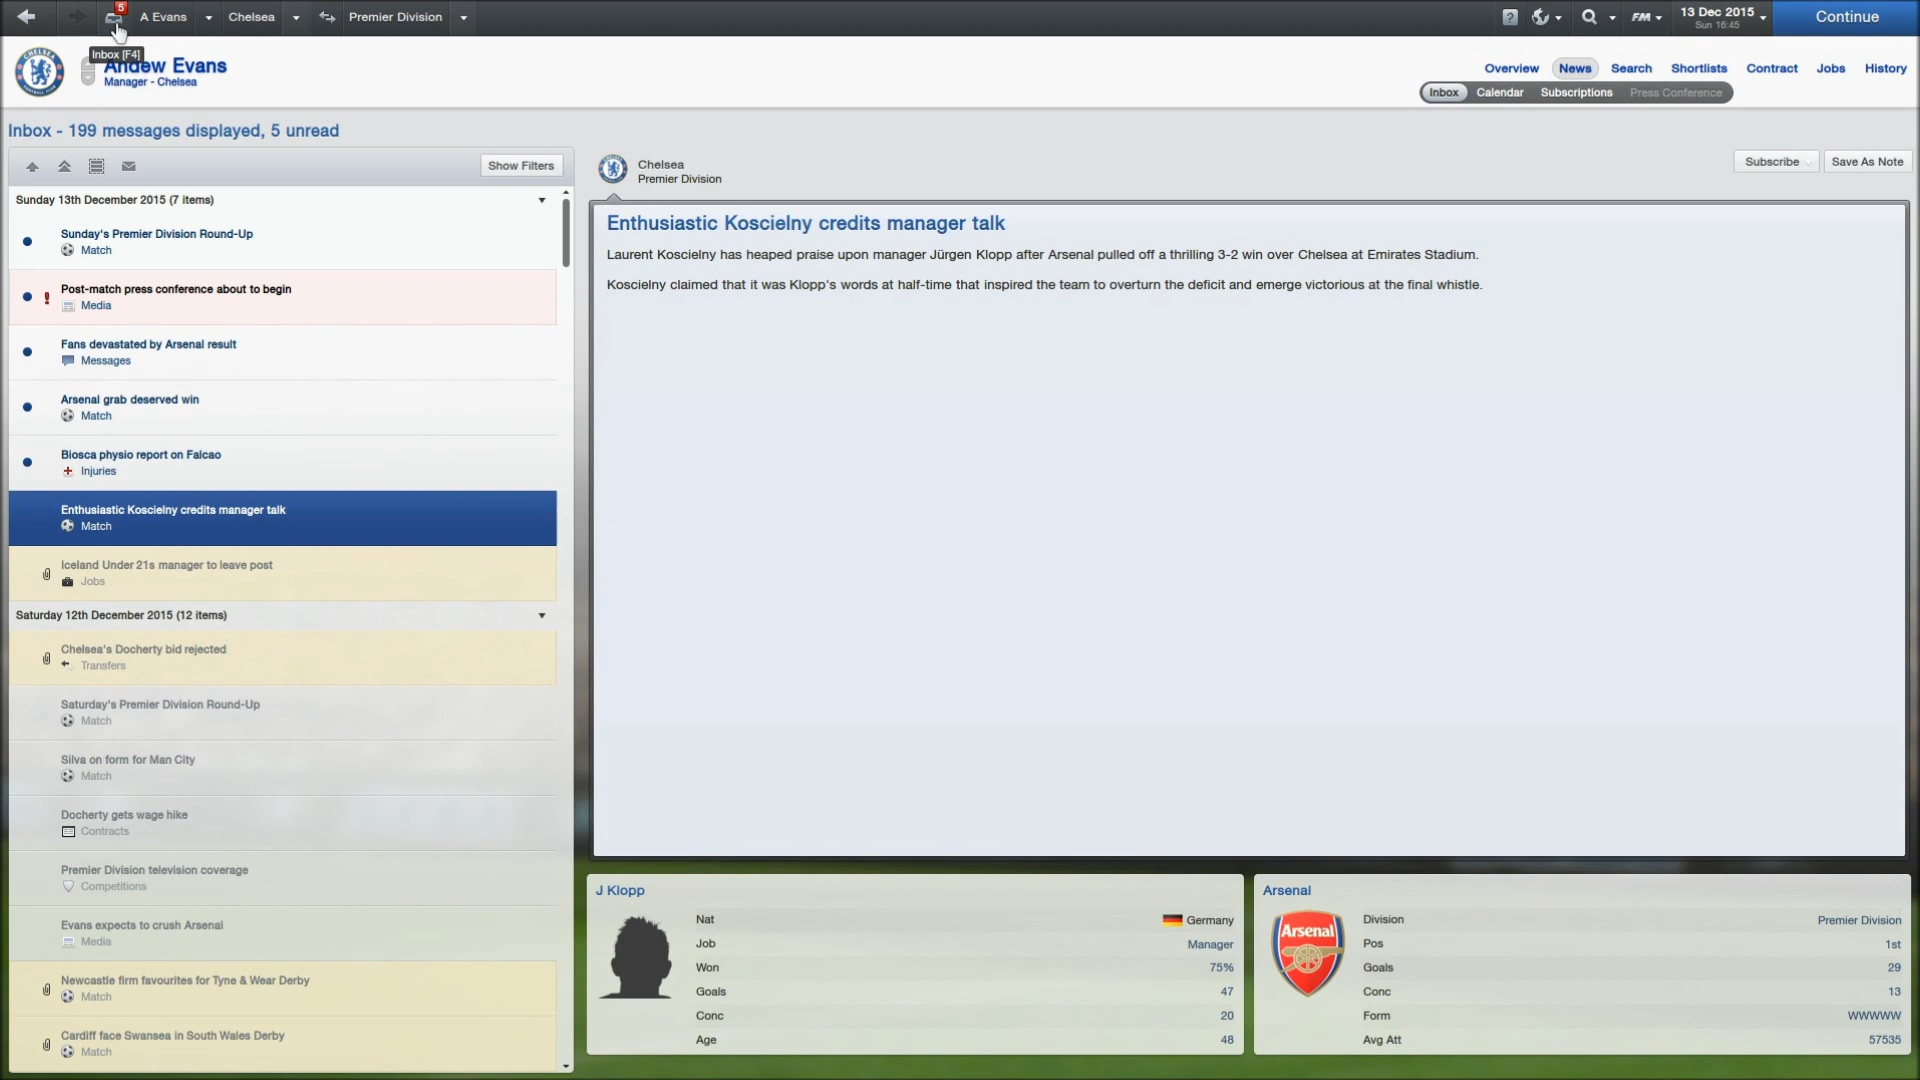 5
A Evans
Chelsea
Premier Division
?
FM
13 Dec 2015
Sun 16:45
Continue
Inbox [F4]
Andew Evans
Manager - Chelsea
Overview
News
Search
Shortlists
Contract
Jobs
History
Inbox
Calendar
Subscriptions
Press Conference
Inbox - 199 messages displayed, 5 unread
Show Filters
Sunday 13th December 2015 (7 items)
Sunday's Premier Division Round-Up
Match
Post-match press conference about to begin
Media
Fans devastated by Arsenal result
Messages
Arsenal grab deserved win
Match
Biosca physio report on Falcao
Injuries
Enthusiastic Koscielny credits manager talk
Match
Iceland Under 21s manager to leave post
Jobs
Saturday 12th December 2015 (12 items)
Chelsea's Docherty bid rejected
Transfers
Saturday's Premier Division Round-Up
Match
Silva on form for Man City
Match
Docherty gets wage hike
Contracts
Premier Division television coverage
Competitions
Evans expects to crush Arsenal
Media
Newcastle firm favourites for Tyne & Wear Derby
Match
Cardiff face Swansea in South Wales Derby
Match
Chelsea
Premier Division
Subscribe
Save As Note
Enthusiastic Koscielny credits manager talk
Laurent Koscielny has heaped praise upon manager Jürgen Klopp after Arsenal pulled off a thrilling 3-2 win over Chelsea at Emirates Stadium.
Koscielny claimed that it was Klopp's words at half-time that inspired the team to overturn the deficit and emerge victorious at the final whistle.
J Klopp
Nat Germany
Job Manager
Won 75%
Goals 47
Conc 20
Age 48
Arsenal
Arsenal
Division Premier Division
Pos 1st
Goals 29
Conc 13
Form WWWWW
Avg Att 57535